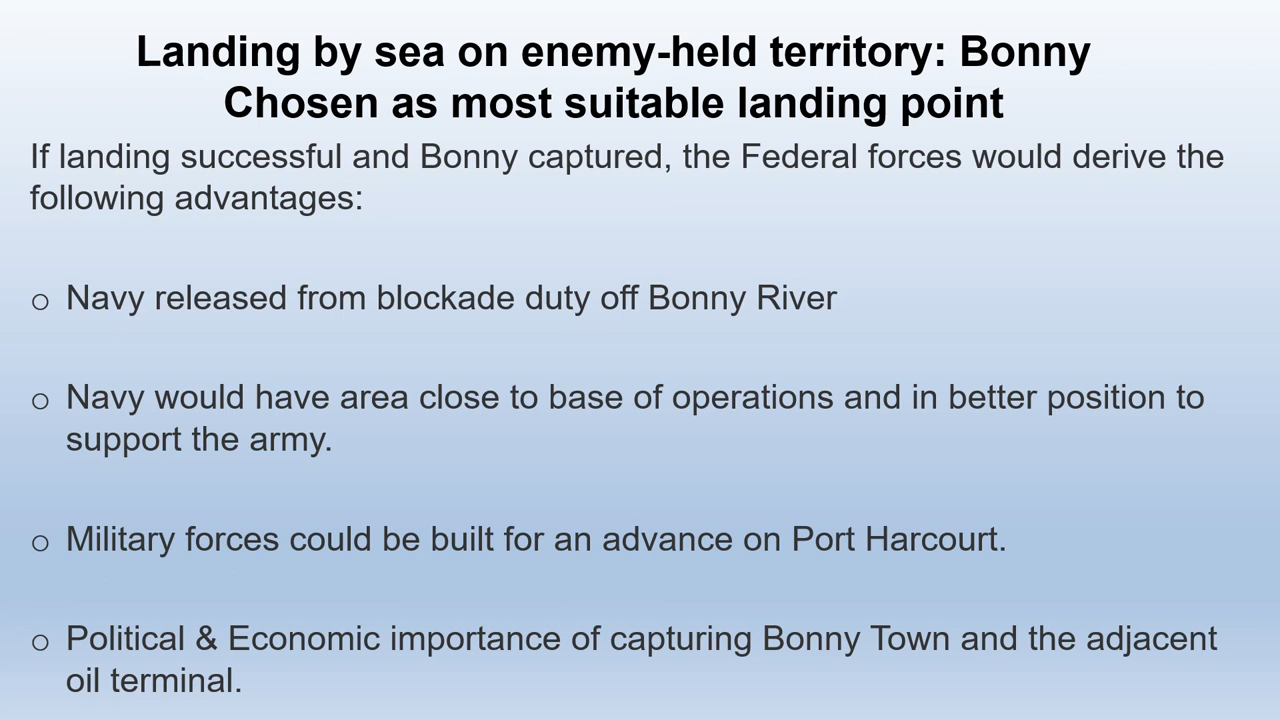 Landing by sea on enemy-held territory: Bonny
Chosen as most suitable landing point
If landing successful and Bonny captured, the Federal forces would derive the
following advantages:
o Navy released from blockade duty off Bonny River
o Navy would have area close to base of operations and in better position to
support the army.
o Military forces could be built for an advance on Port Harcourt.
o Political & Economic importance of capturing Bonny Town and the adjacent
oil terminal.